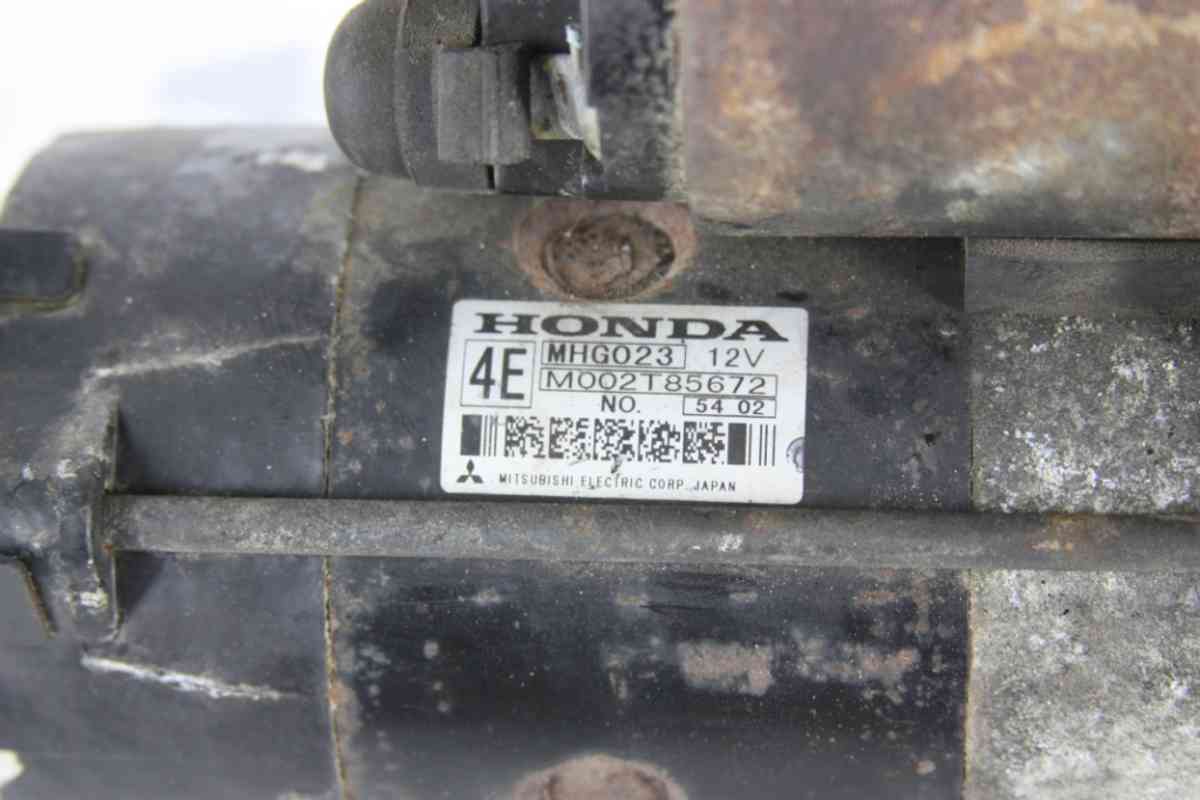 HONDA
4E MHG023 12V
M002T85672
NO. 54 02
MITSUBISHI ELECTRIC CORP. JAPAN